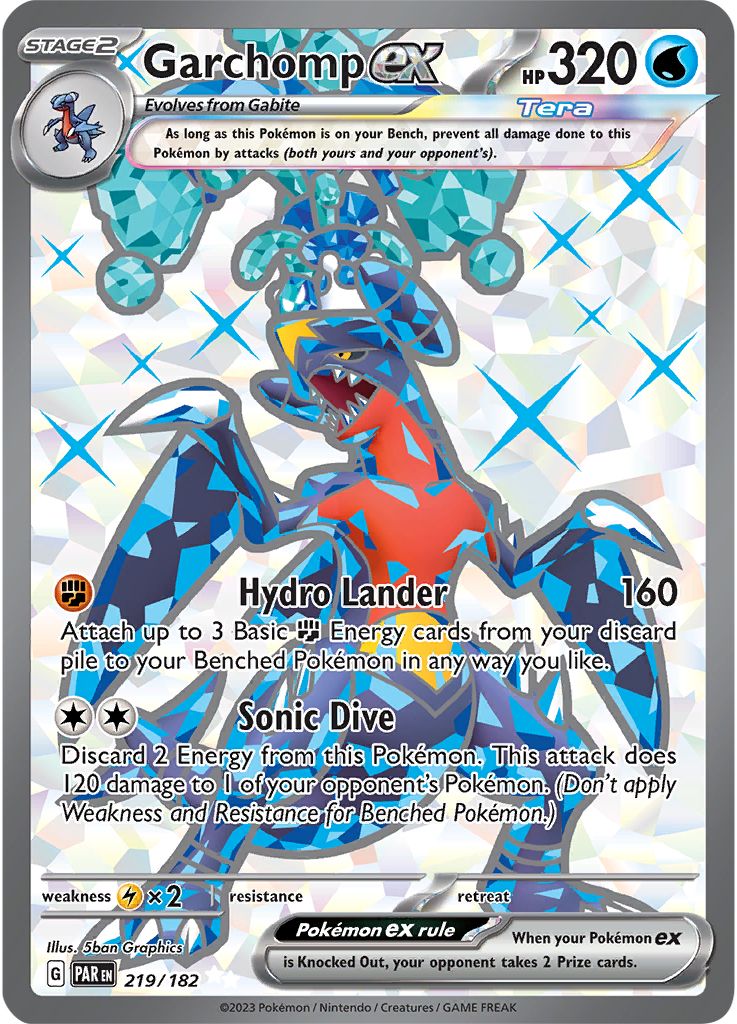 STAGE2
Garchomp ex
HP 320
Evolves from Gabite
Tera
As long as this Pokémon is on your Bench, prevent all damage done to this
Pokémon by attacks (both yours and your opponent's).
Hydro Lander 160
Attach up to 3 Basic Energy cards from your discard
pile to your Benched Pokémon in any way you like.
Sonic Dive
Discard 2 Energy from this Pokémon. This attack does
120 damage to 1 of your opponent's Pokémon. (Don't apply
Weakness and Resistance for Benched Pokémon.)
weakness ×2 resistance retreat
Illus. 5ban Graphics
Pokémon ex rule
When your Pokémon ex
is Knocked Out, your opponent takes 2 Prize cards.
G PAR EN 219/182
©2023 Pokémon / Nintendo / Creatures / GAME FREAK